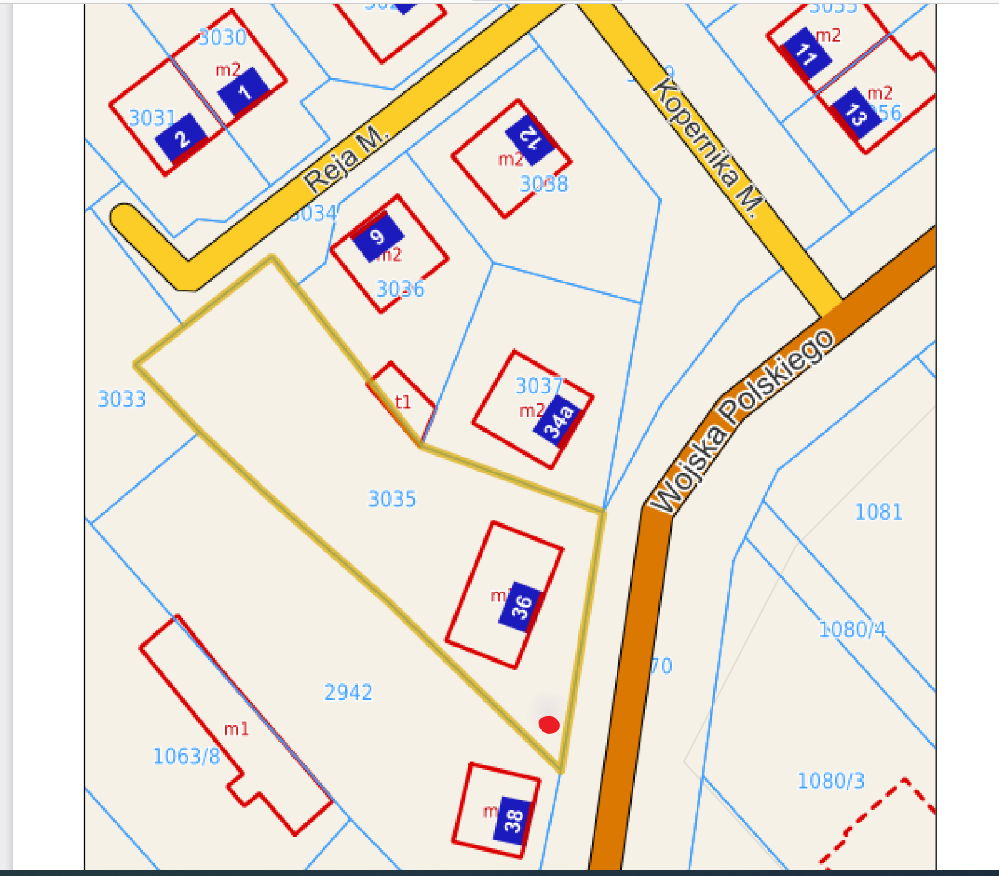 3030
m2
1
3031
2
Reja M.
Kopernika M.
m2
11
m2
13
12
m2
3038
3034
9
m2
3036
3033
t1
3037
m2
34a
Wojska Polskiego
3035
1081
36
1080/4
70
2942
m1
1063/8
1080/3
38